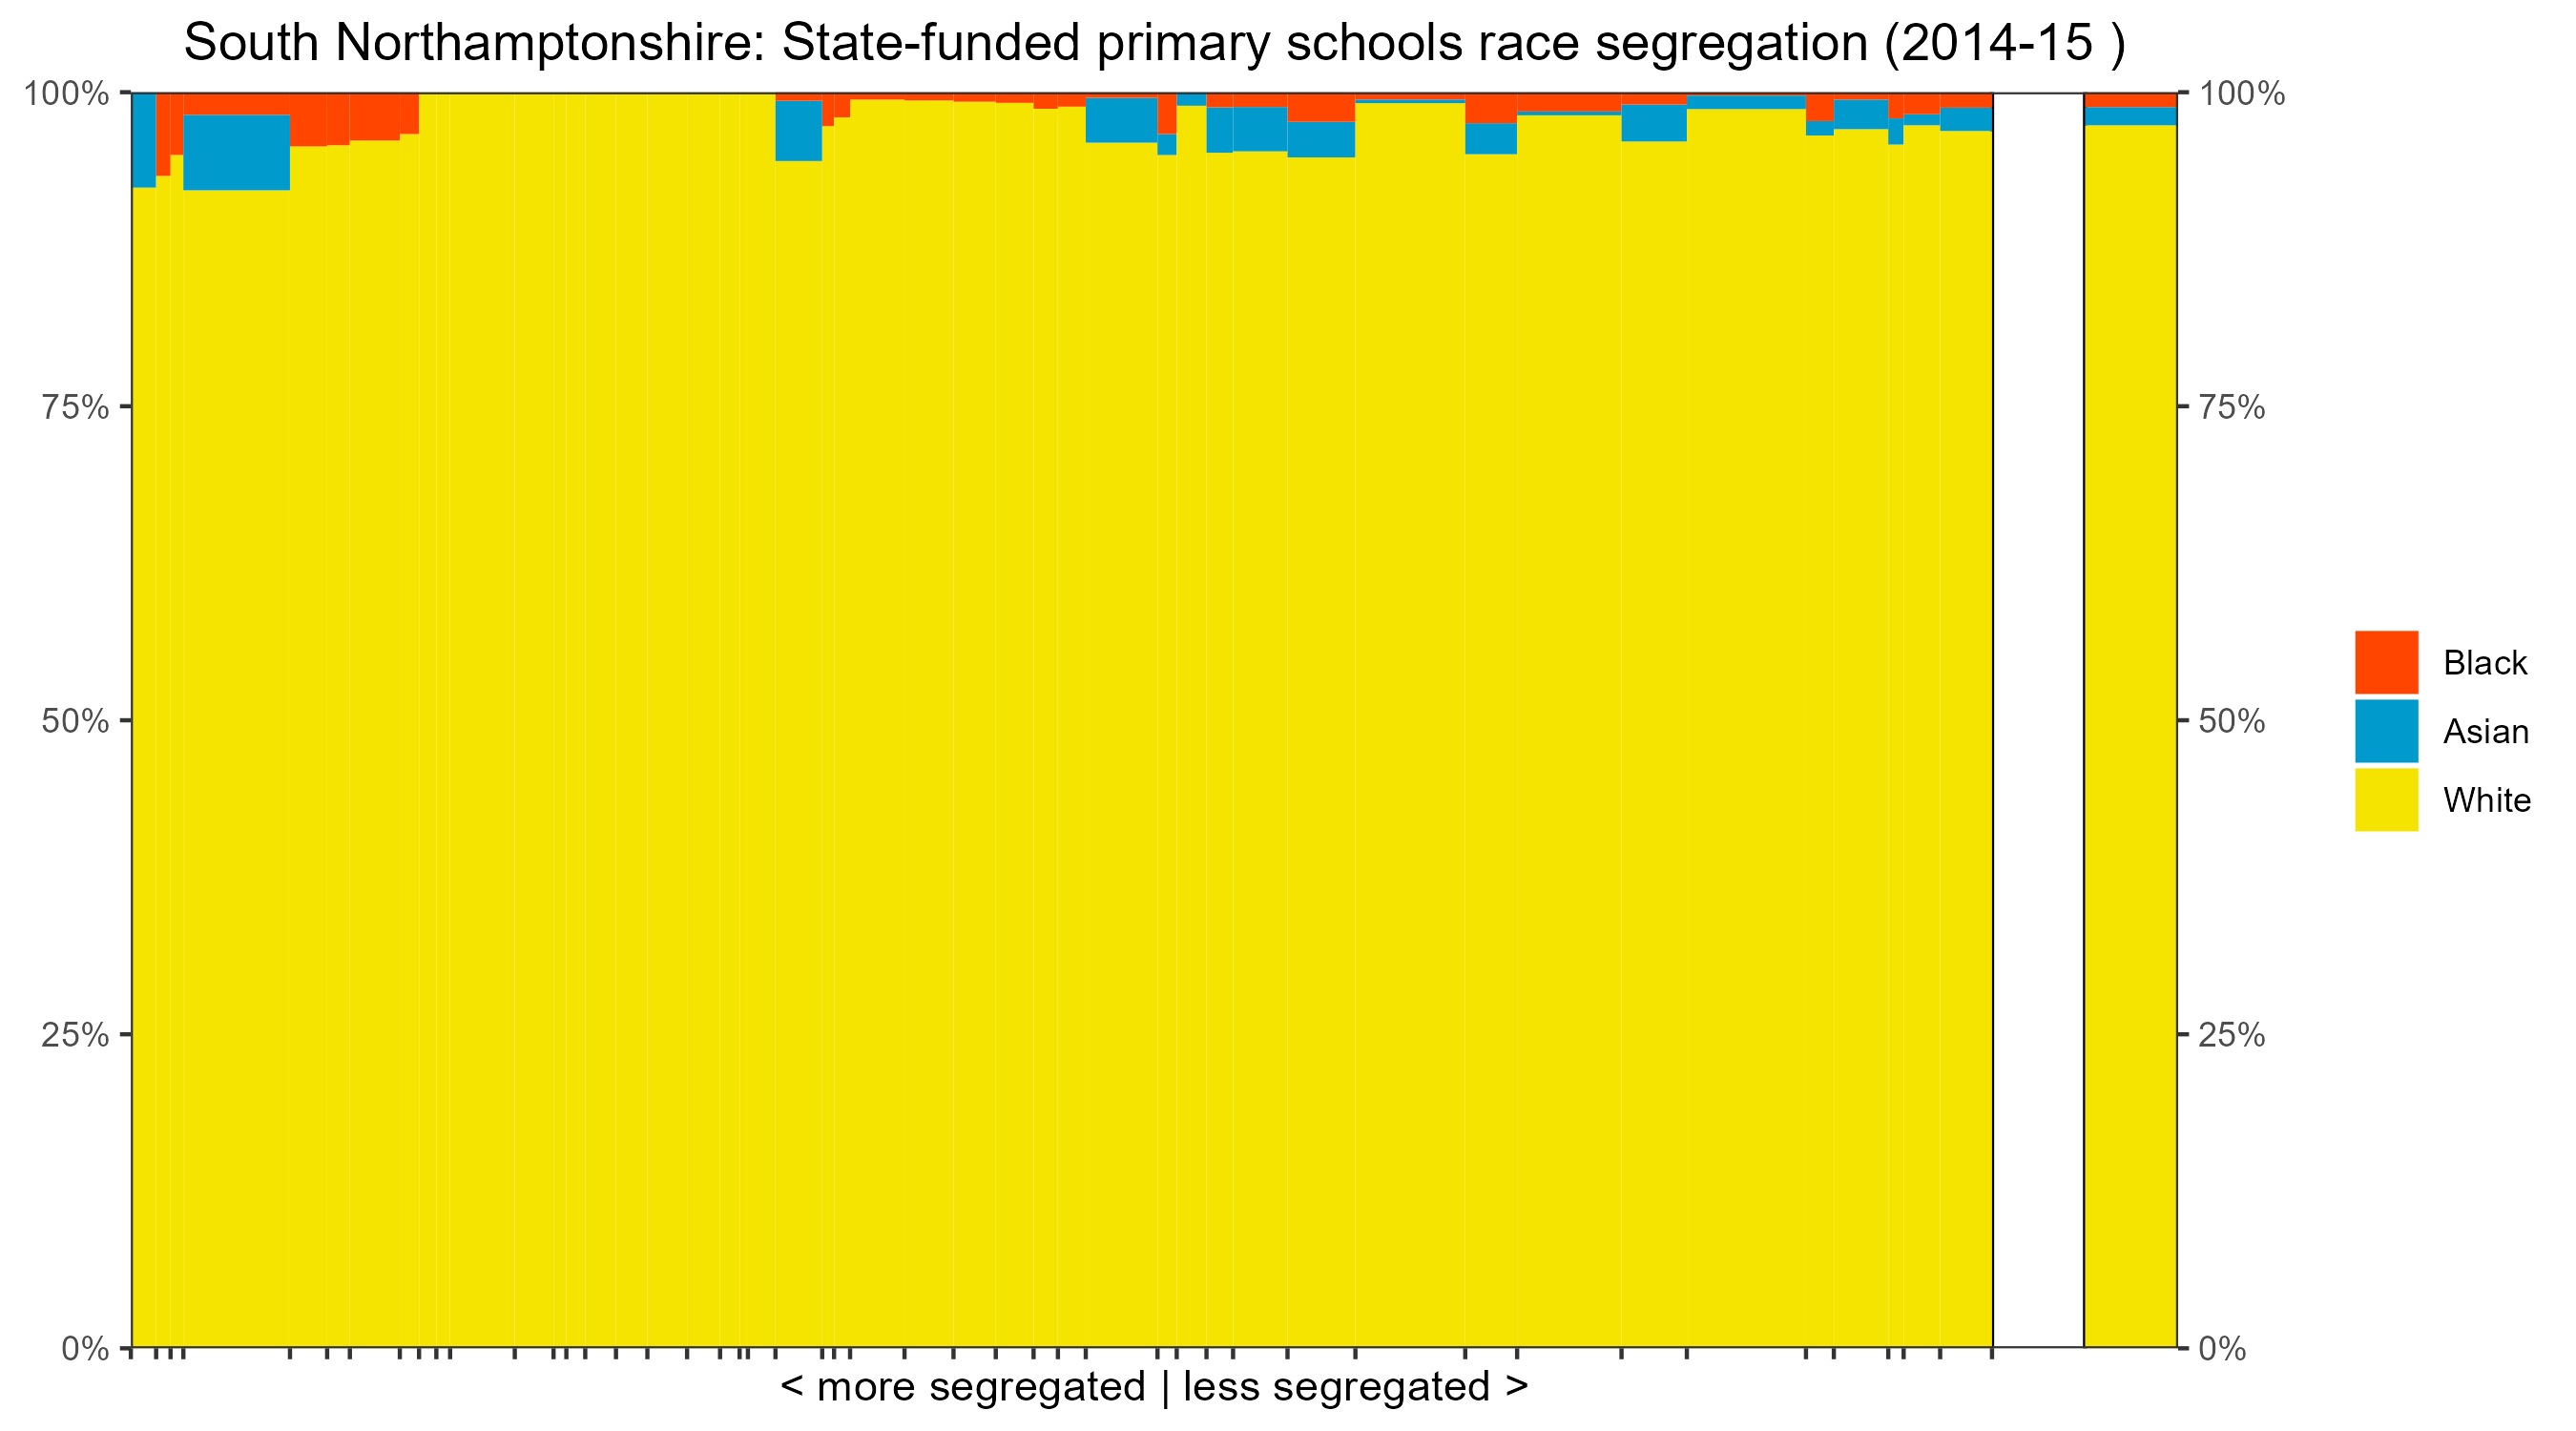 South Northamptonshire: State-funded primary schools race segregation (2014-15 )
100%
100%
75%
75%
50%
50%
25%
25%
0%
0%
Black
Asian
White
< more segregated | less segregated >